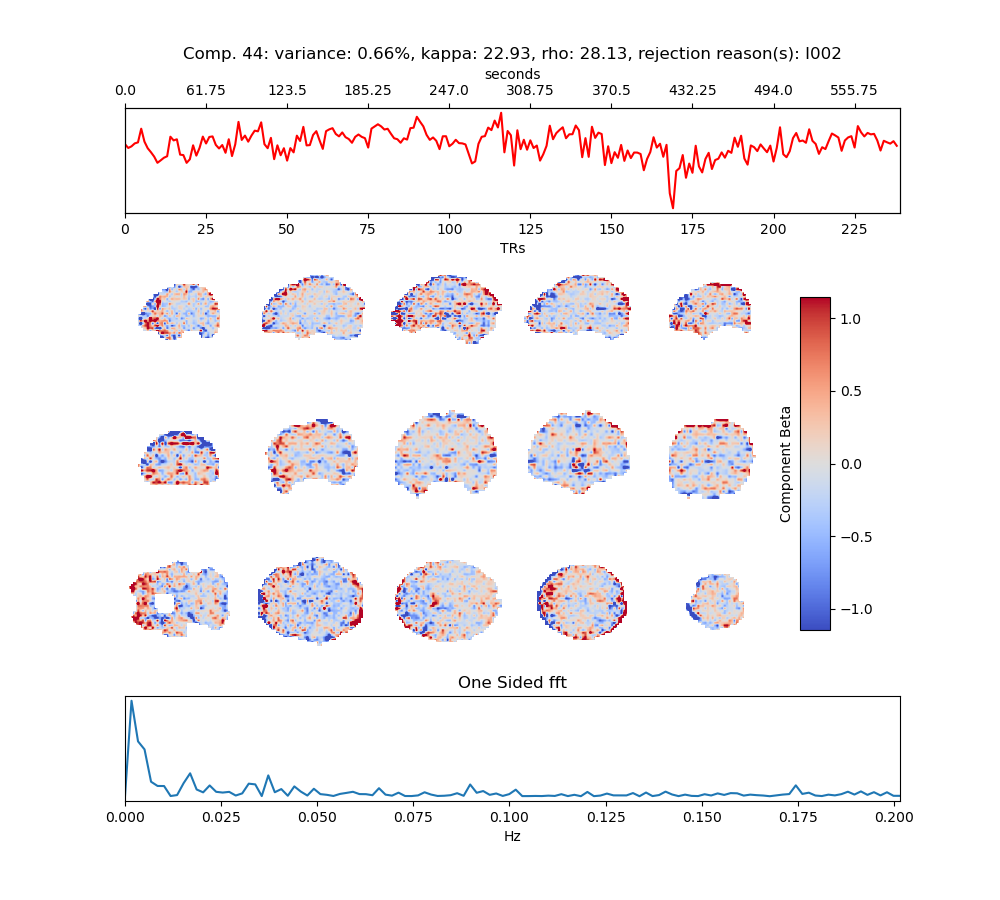 Comp. 44: variance: 0.66%, kappa: 22.93, rho: 28.13, rejection reason(s): I002
seconds
0.0 61.75 123.5 185.25 247.0 308.75 370.5 432.25 494.0 555.75
0 25 50 75 100 125 150 175 200 225
TRs
1.0
0.5
0.0
−0.5
−1.0
Component Beta
One Sided fft
0.000 0.025 0.050 0.075 0.100 0.125 0.150 0.175 0.200
Hz